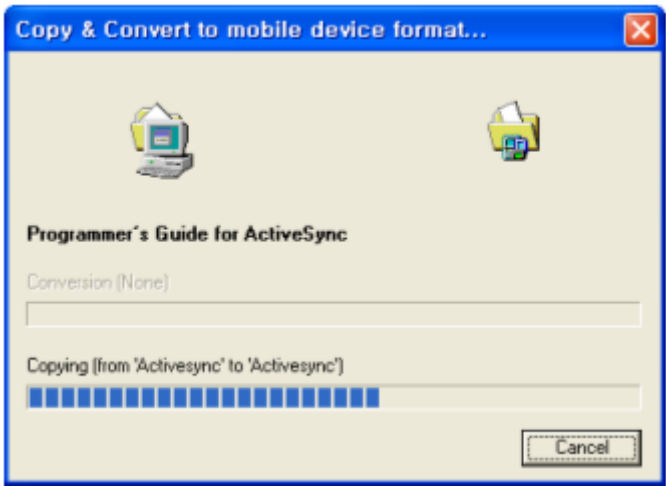 Copy & Convert to mobile device format...
Programmer´s Guide for ActiveSync
Conversion (None)
Copying (from 'Activesync' to 'Activesync')
Cancel